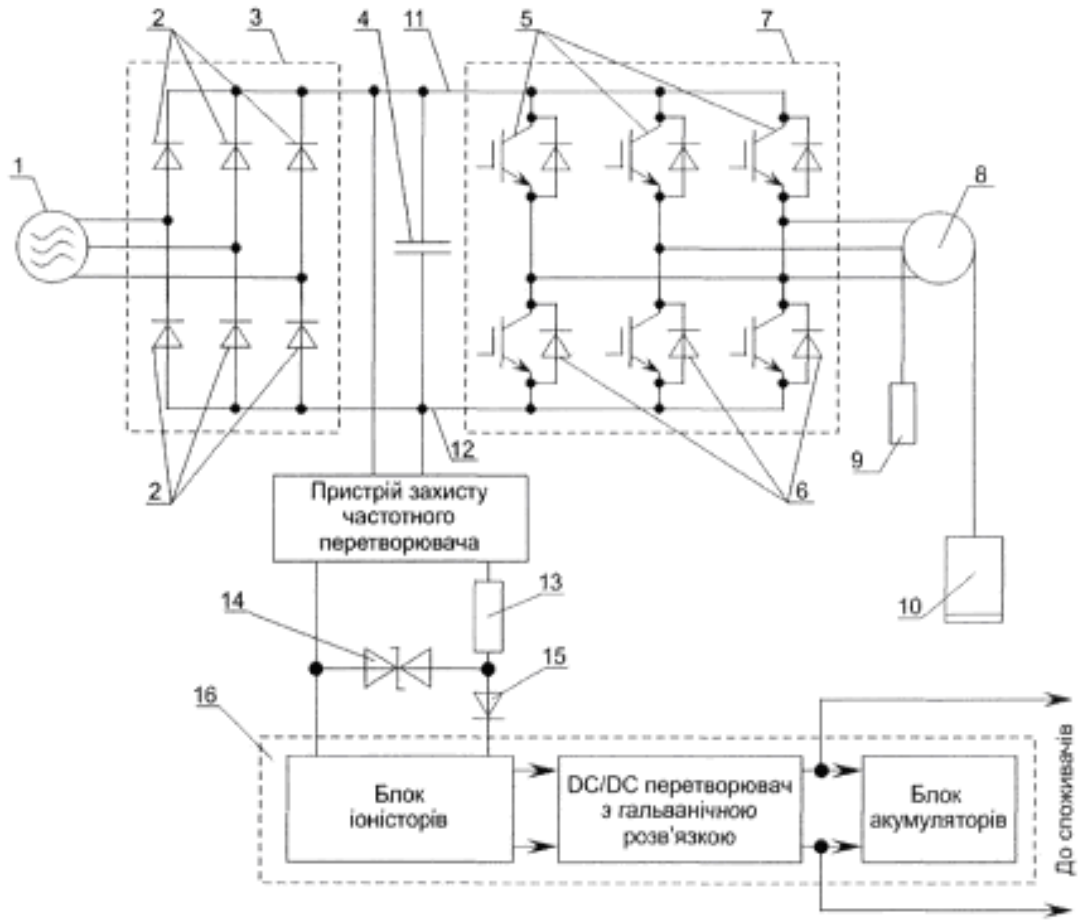 2
3
4
11
5
7
1
8
12
2
9
6
Пристрій захисту
частотного
перетворювача
14
13
10
15
16
Блок
іоністорів
DC/DC перетворювач
з гальванічною
розв'язкою
Блок
акумуляторів
До споживачів